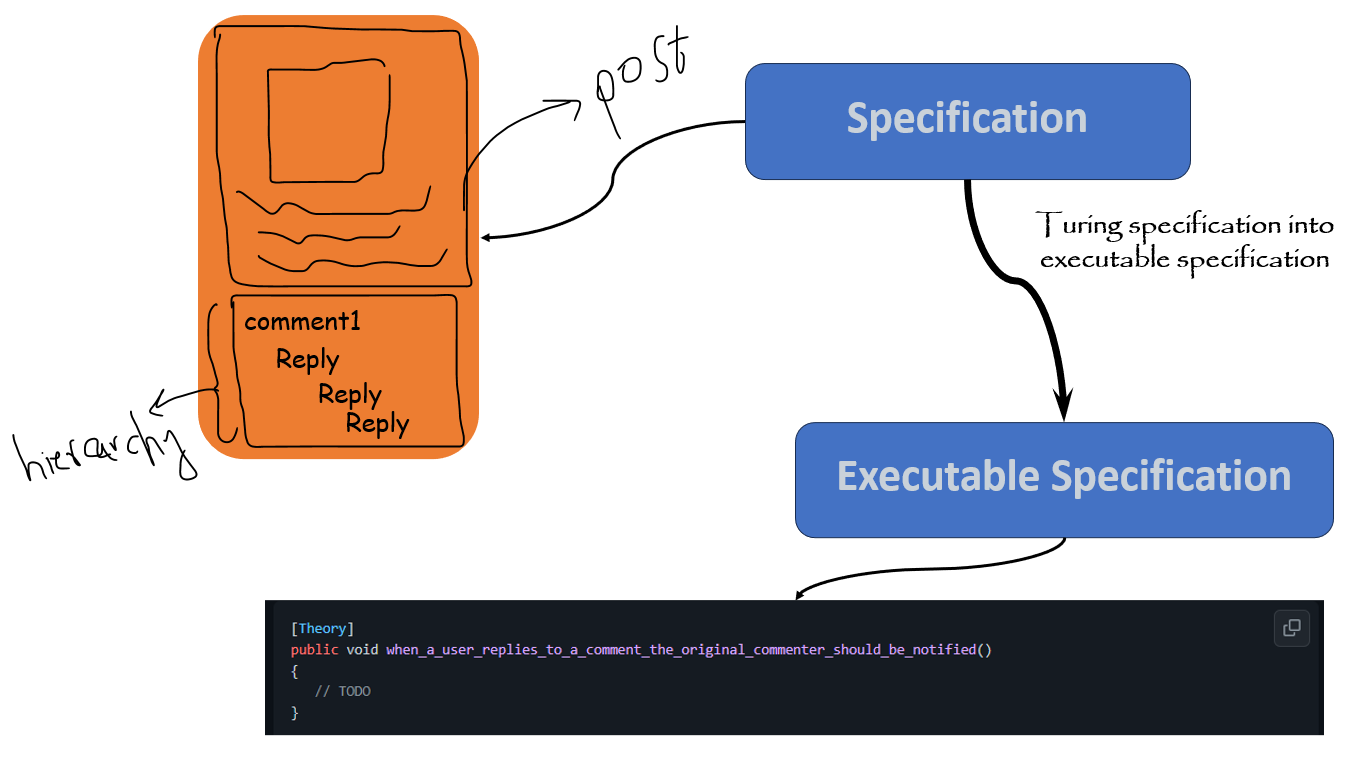 post
Specification
Turing specification into
executable specification
comment1
Reply
Reply
Reply
hierarchy
Executable Specification
[Theory]
public void when_a_user_replies_to_a_comment_the_original_commenter_should_be_notified()
{
// TODO
}